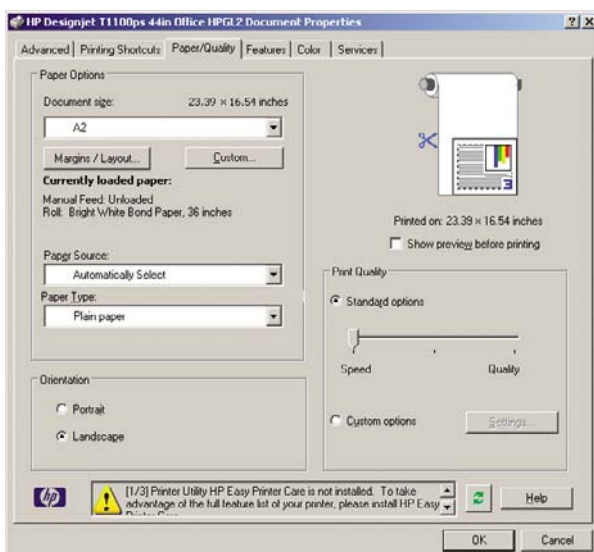 HP Designjet T1100ps 44in Office HPGL2 Document Properties
Advanced Printing Shortcuts Paper/Quality Features Color Services
Paper Options
Document size: 23.39 × 16.54 inches
A2
Margins / Layout... Custom...
Currently loaded paper:
Manual Feed: Unloaded
Roll: Bright White Bond Paper, 36 inches
Paper Source:
Automatically Select
Paper Type:
Plain paper
Orientation
Portrait
Landscape
3
Printed on: 23.39 × 16.54 inches
Show preview before printing
Print Quality
Standard options
Speed Quality
Custom options Settings...
hp
[1/3] Printer Utility HP Easy Printer Care is not installed. To take
advantage of the full feature list of your printer, please install HP Easy
Help
OK Cancel